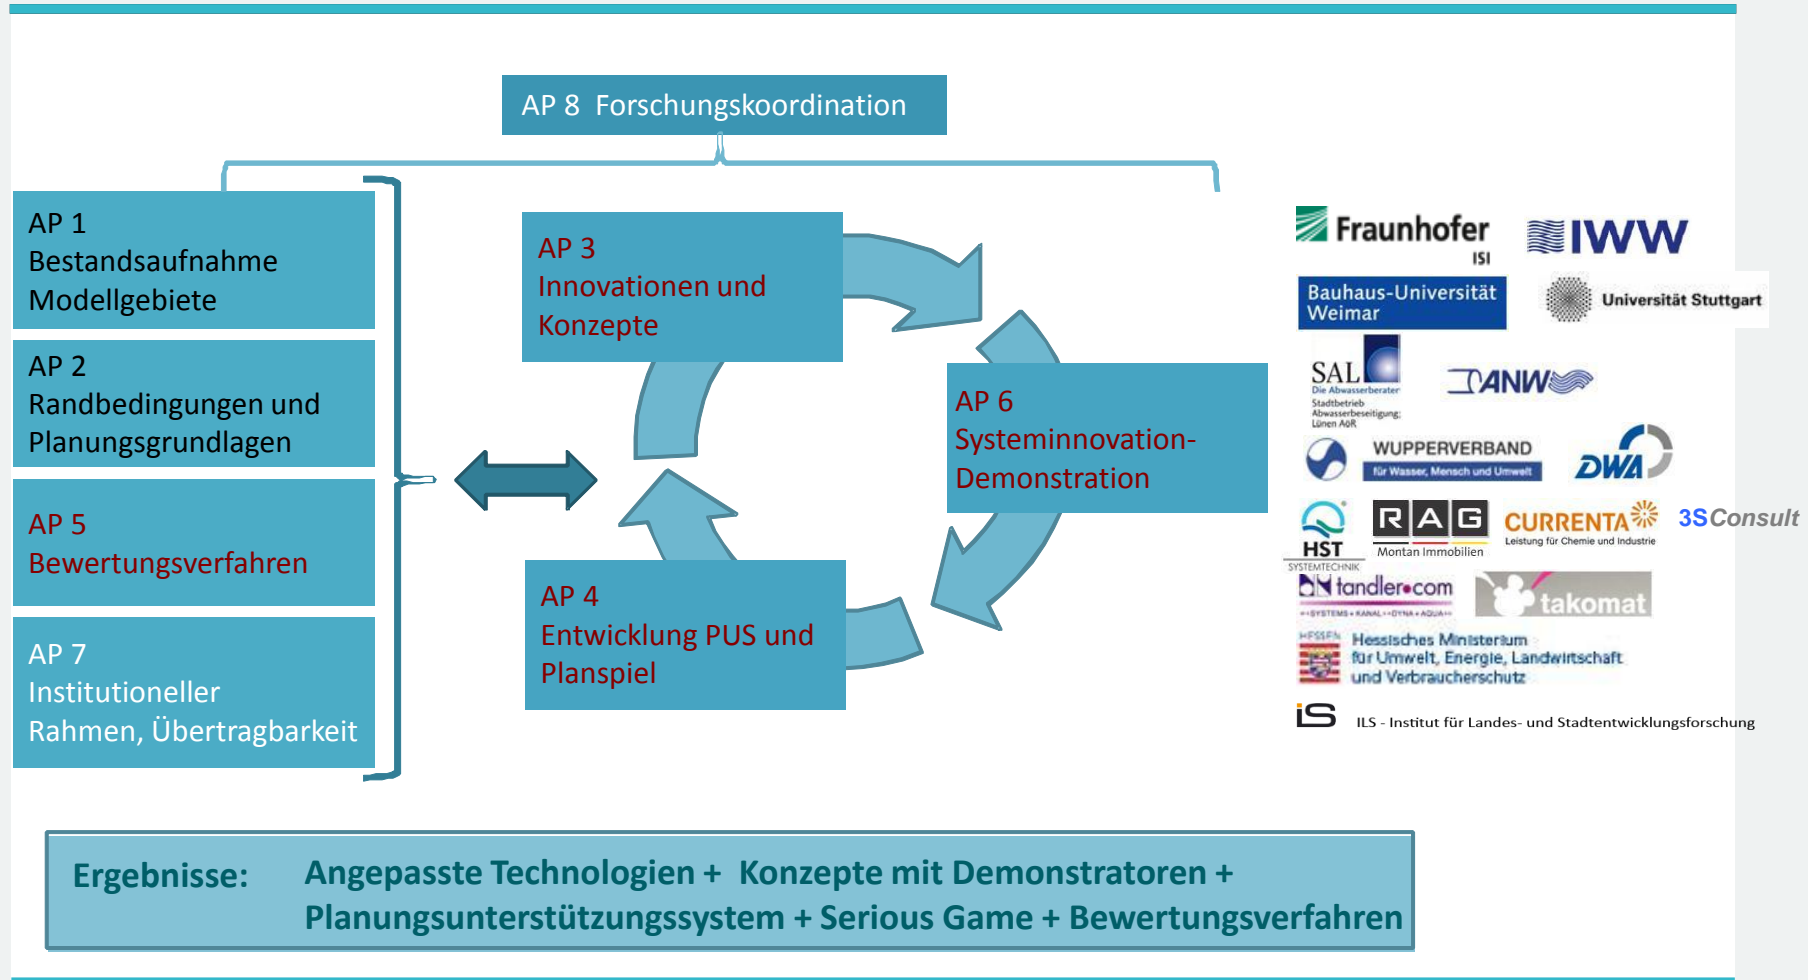 AP 8  Forschungskoordination
AP 1
Bestandsaufnahme
Modellgebiete
AP 2
Randbedingungen und
Planungsgrundlagen
AP 5
Bewertungsverfahren
AP 7
Institutioneller
Rahmen, Übertragbarkeit
AP 3
Innovationen und
Konzepte
AP 6
Systeminnovation-
Demonstration
AP 4
Entwicklung PUS und
Planspiel
Fraunhofer
ISI
IWW
Bauhaus-Universität
Weimar
Universität Stuttgart
SAL
Die Abwasserberater
Stadtbetrieb
Abwasserbeseitigung
Lünen AöR
ANW
WUPPERVERBAND
für Wasser, Mensch und Umwelt
DWA
HST
SYSTEMTECHNIK
RAG
Montan Immobilien
CURRENTA
Leistung für Chemie und Industrie
3SConsult
tandler.com
SYSTEMS KANAL DYNA AQUA
takomat
HESSEN
Hessisches Ministerium
für Umwelt, Energie, Landwirtschaft
und Verbraucherschutz
ILS - Institut für Landes- und Stadtentwicklungsforschung
Ergebnisse: Angepasste Technologien +  Konzepte mit Demonstratoren +
Planungsunterstützungssystem + Serious Game + Bewertungsverfahren